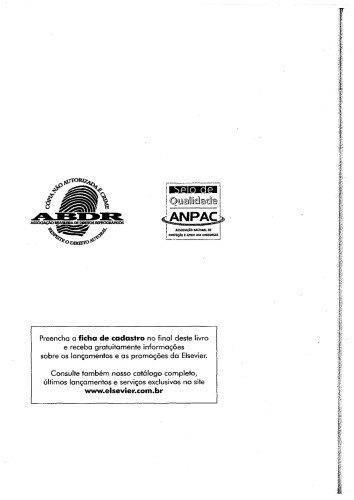 CÓPIA NÃO AUTORIZADA É CRIME
ABDR
ASSOCIAÇÃO BRASILEIRA DE DIREITOS REPROGRÁFICOS
RESPEITE O DIREITO AUTORAL
Selo de
Qualidade
ANPAC
ASSOCIAÇÃO NACIONAL DE
PROTEÇÃO E APOIO AOS CONCURSOS
Preencha a ficha de cadastro no final deste livro
e receba gratuitamente informações
sobre os lançamentos e as promoções da Elsevier.
Consulte também nosso catálogo completo,
últimos lançamentos e serviços exclusivos no site
www.elsevier.com.br